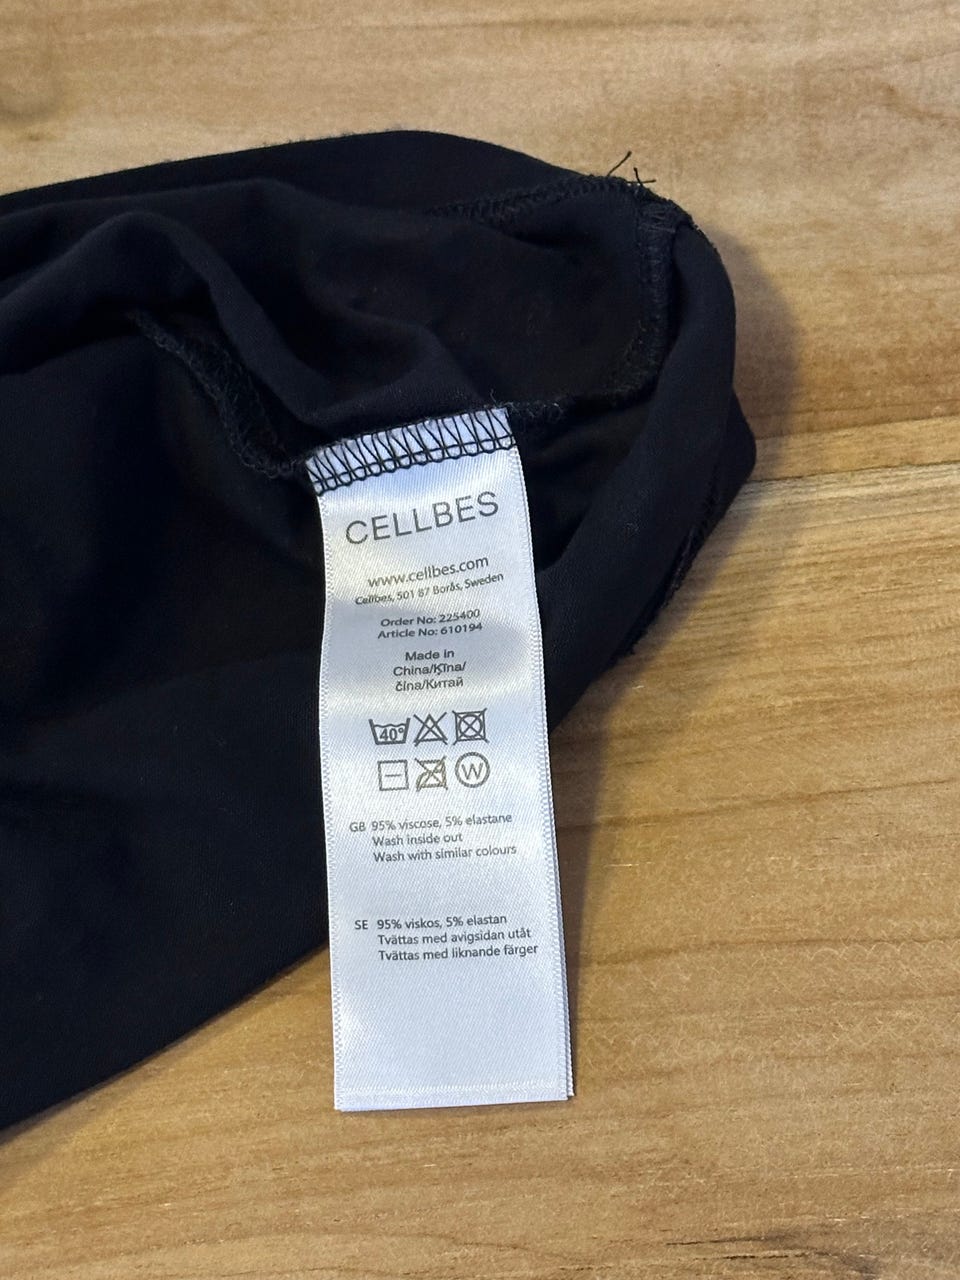 CELLBES
www.cellbes.com
Cellbes, 501 87 Borås, Sweden
Order No: 225400
Article No: 610194
Made in
China/Ķīna/
čína/Китай
40°
W
GB 95% viscose, 5% elastane
Wash inside out
Wash with similar colours
SE 95% viskos, 5% elastan
Tvättas med avigsidan utåt
Tvättas med liknande färger